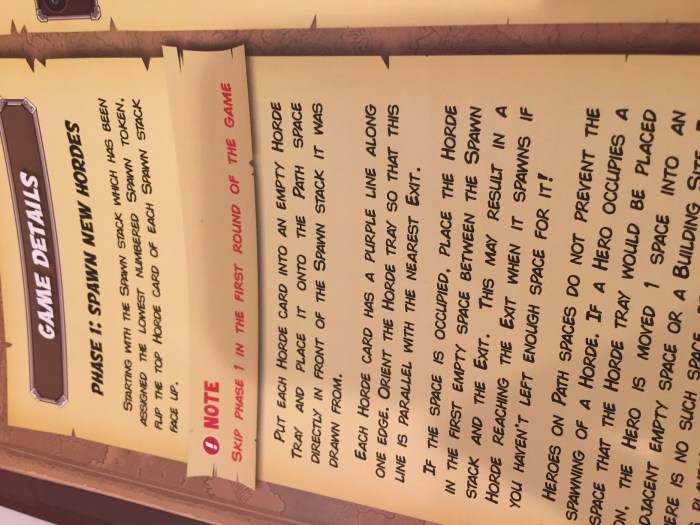 GAME DETAILS
PHASE 1: SPAWN NEW HORDES
STARTING WITH THE SPAWN STACK WHICH HAS BEEN
ASSIGNED THE LOWEST NUMBERED SPAWN TOKEN,
FLIP THE TOP HORDE CARD OF EACH SPAWN STACK
FACE UP.
! NOTE
SKIP PHASE 1 IN THE FIRST ROUND OF THE GAME
PUT EACH HORDE CARD INTO AN EMPTY HORDE
TRAY AND PLACE IT ONTO THE PATH SPACE
DIRECTLY IN FRONT OF THE SPAWN STACK IT WAS
DRAWN FROM.
EACH HORDE CARD HAS A PURPLE LINE ALONG
ONE EDGE. ORIENT THE HORDE TRAY SO THAT THIS
LINE IS PARALLEL WITH THE NEAREST EXIT.
IF THE SPACE IS OCCUPIED, PLACE THE HORDE
IN THE FIRST EMPTY SPACE BETWEEN THE SPAWN
STACK AND THE EXIT. THIS MAY RESULT IN A
HORDE REACHING THE EXIT WHEN IT SPAWNS IF
YOU HAVEN'T LEFT ENOUGH SPACE FOR IT!
HEROES ON PATH SPACES DO NOT PREVENT THE
SPAWNING OF A HORDE. IF A HERO OCCUPIES A
SPACE THAT THE HORDE TRAY WOULD BE PLACED
THE HERO IS MOVED 1 SPACE INTO AN
EMPTY SPACE OR A BUILDING SITE
IS NO SUCH SPACE